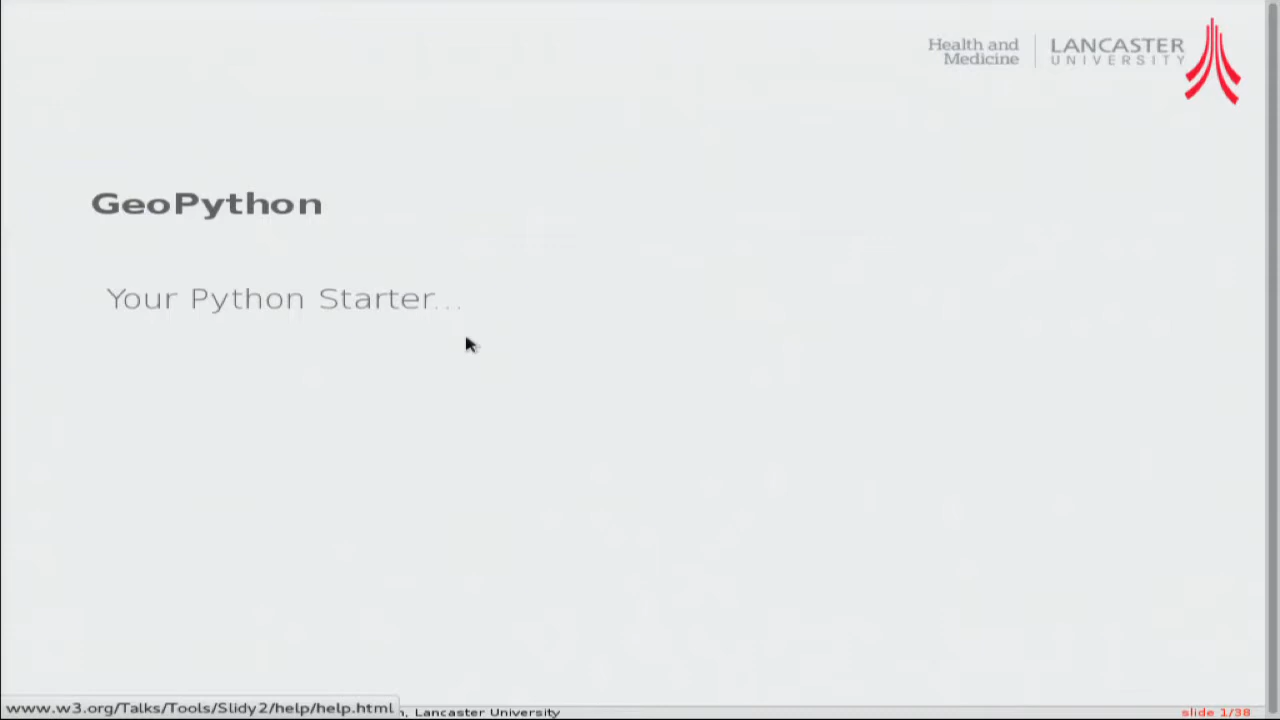 Health and
Medicine
LANCASTER
UNIVERSITY
GeoPython
Your Python Starter...
www.w3.org/Talks/Tools/Slidy2/help/help.html
, Lancaster University
slide 1/38